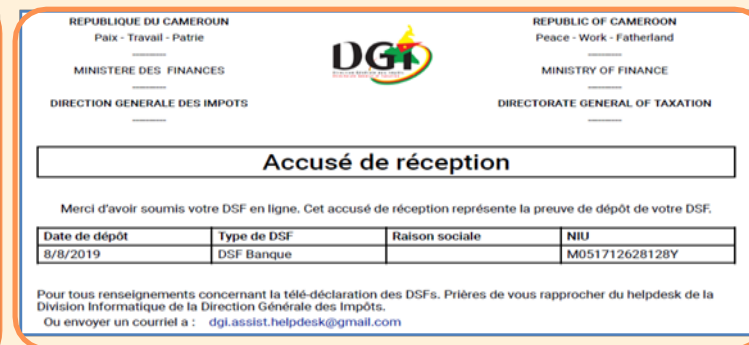 REPUBLIQUE DU CAMEROUN
Paix - Travail - Patrie
----------
MINISTERE DES FINANCES
----------
DIRECTION GENERALE DES IMPOTS
----------
DGI
REPUBLIC OF CAMEROON
Peace - Work - Fatherland
----------
MINISTRY OF FINANCE
----------
DIRECTORATE GENERAL OF TAXATION
----------
Accusé de réception
Merci d'avoir soumis votre DSF en ligne. Cet accusé de réception représente la preuve de dépôt de votre DSF.
Date de dépôt Type de DSF Raison sociale NIU
8/8/2019 DSF Banque M051712628128Y
Pour tous renseignements concernant la télé-déclaration des DSFs. Prières de vous rapprocher du helpdesk de la
Division Informatique de la Direction Générale des Impôts.
Ou envoyer un courriel a : dgi.assist.helpdesk@gmail.com